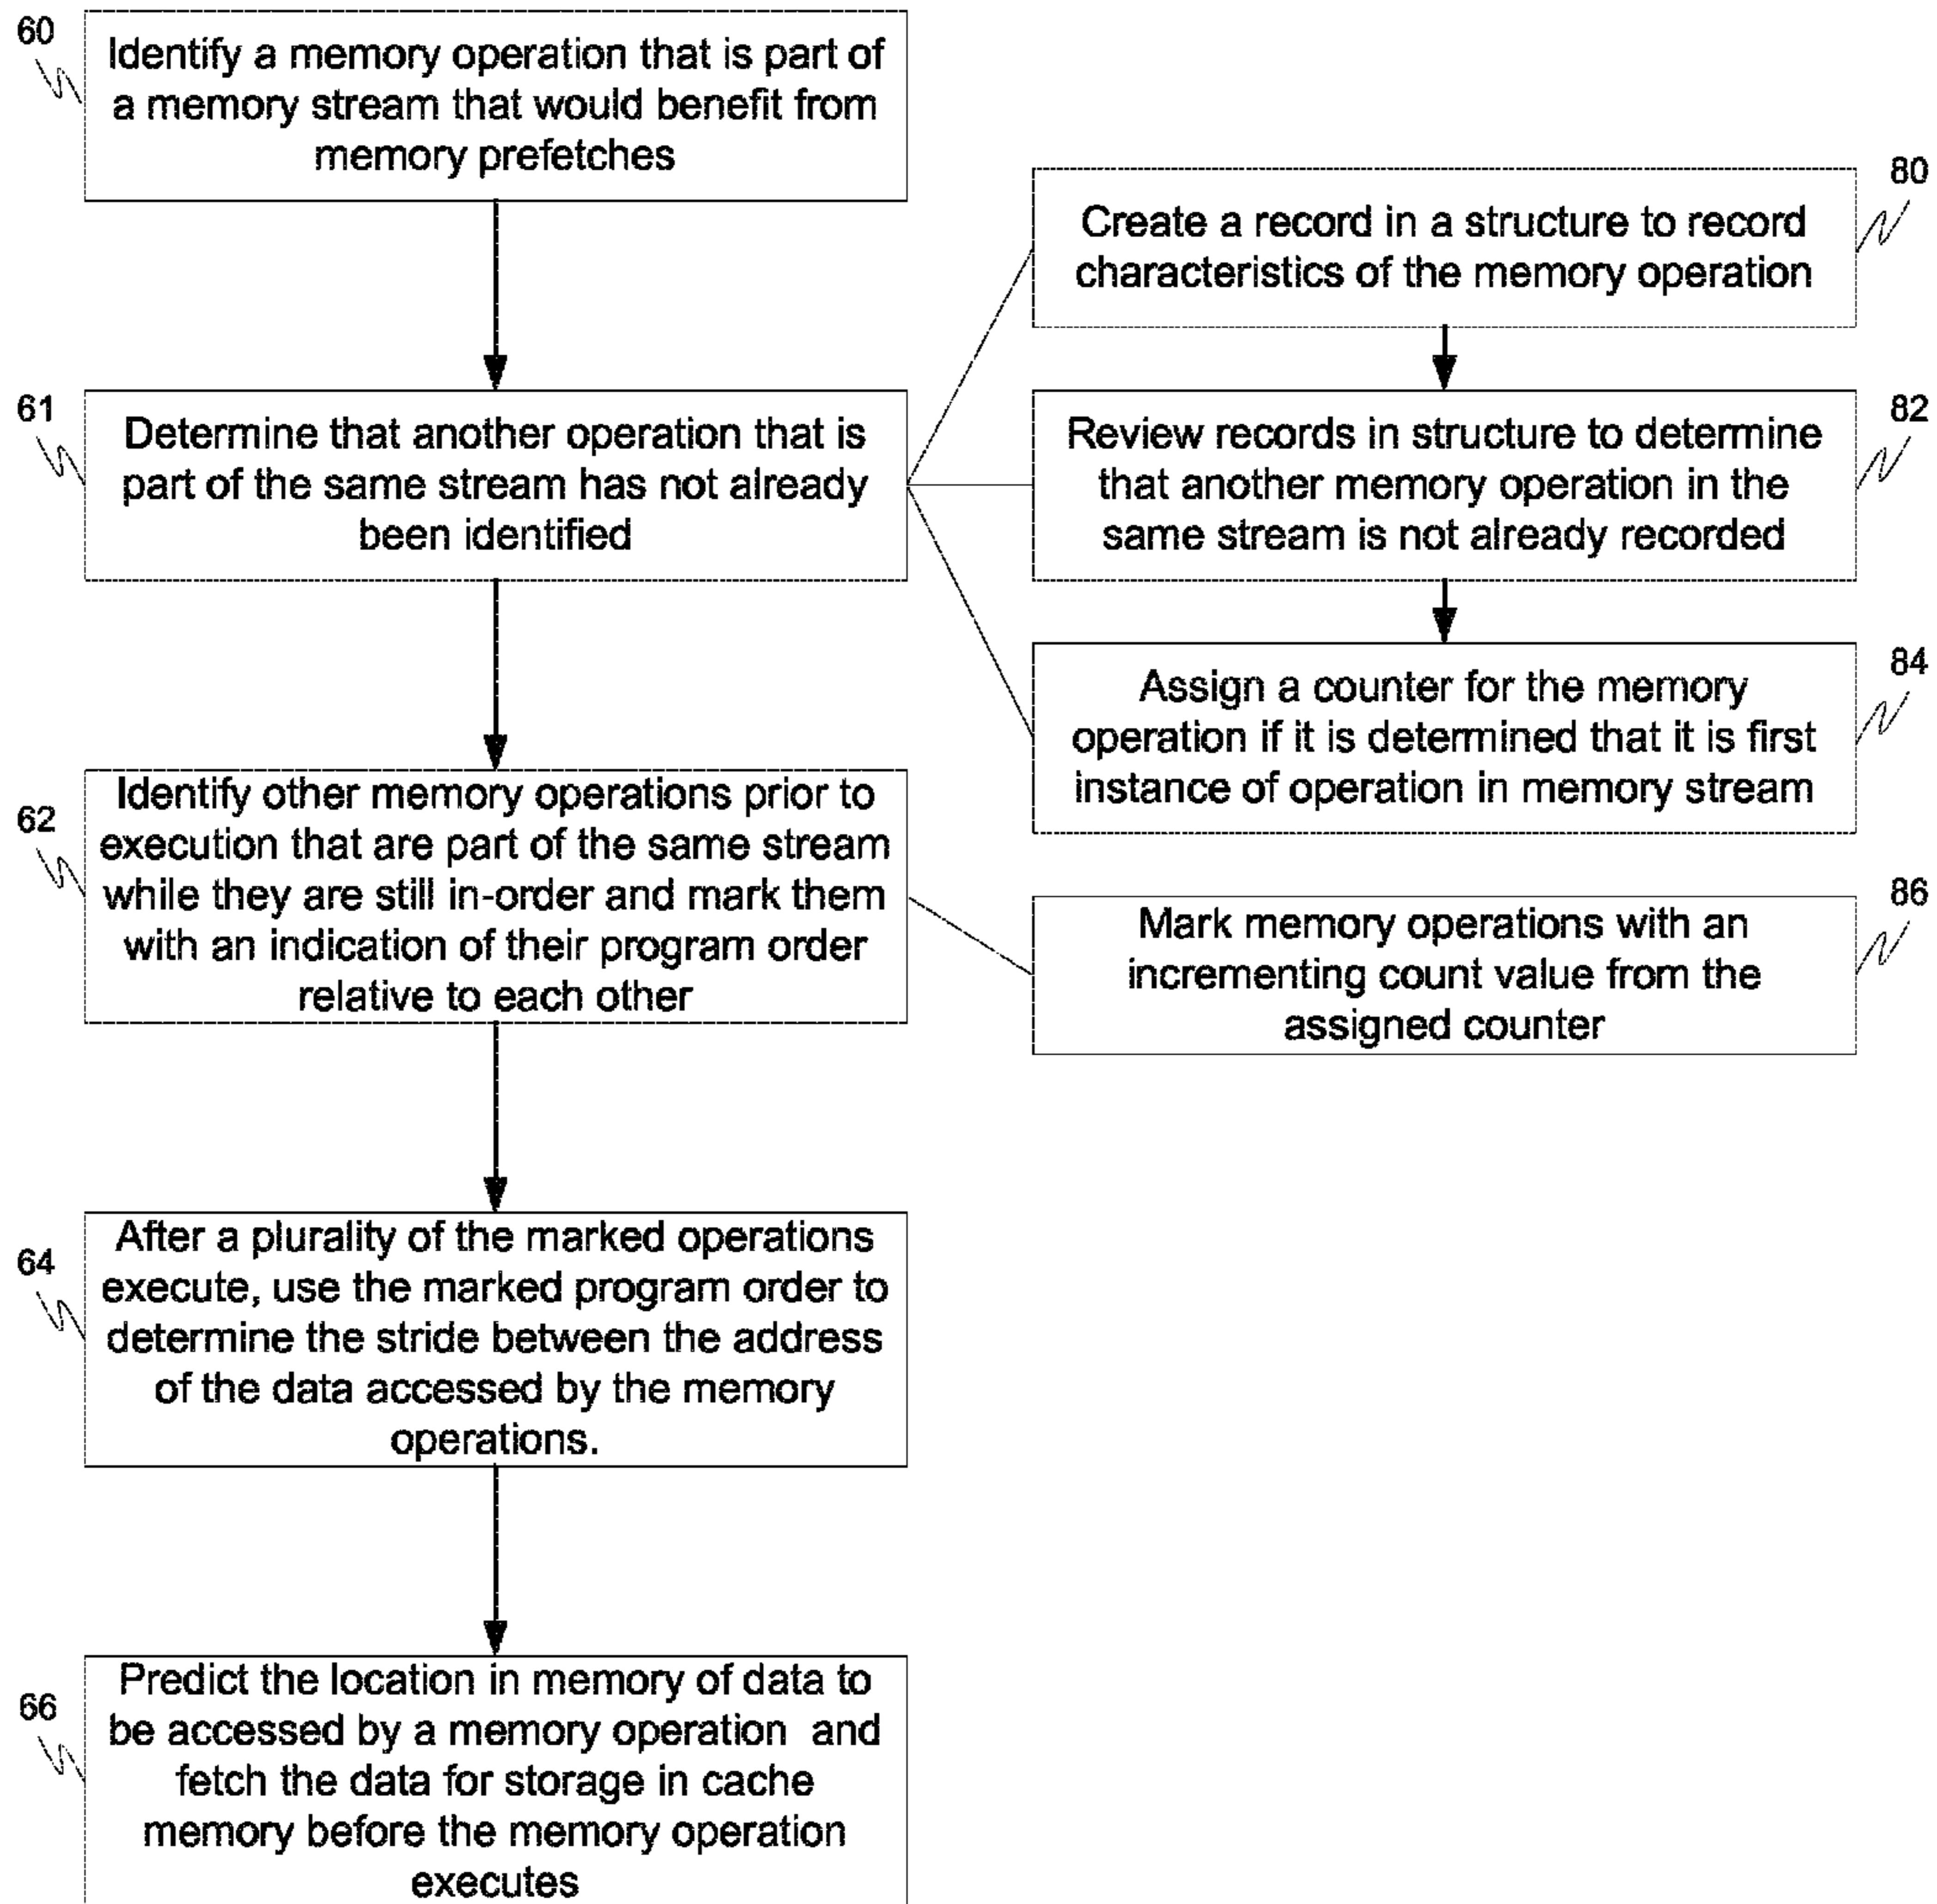 60
Identify a memory operation that is part of
a memory stream that would benefit from
memory prefetches
61
Determine that another operation that is
part of the same stream has not already
been identified
80
Create a record in a structure to record
characteristics of the memory operation
82
Review records in structure to determine
that another memory operation in the
same stream is not already recorded
84
Assign a counter for the memory
operation if it is determined that it is first
instance of operation in memory stream
62
Identify other memory operations prior to
execution that are part of the same stream
while they are still in-order and mark them
with an indication of their program order
relative to each other
86
Mark memory operations with an
incrementing count value from the
assigned counter
64
After a plurality of the marked operations
execute, use the marked program order to
determine the stride between the address
of the data accessed by the memory
operations.
66
Predict the location in memory of data to
be accessed by a memory operation and
fetch the data for storage in cache
memory before the memory operation
executes